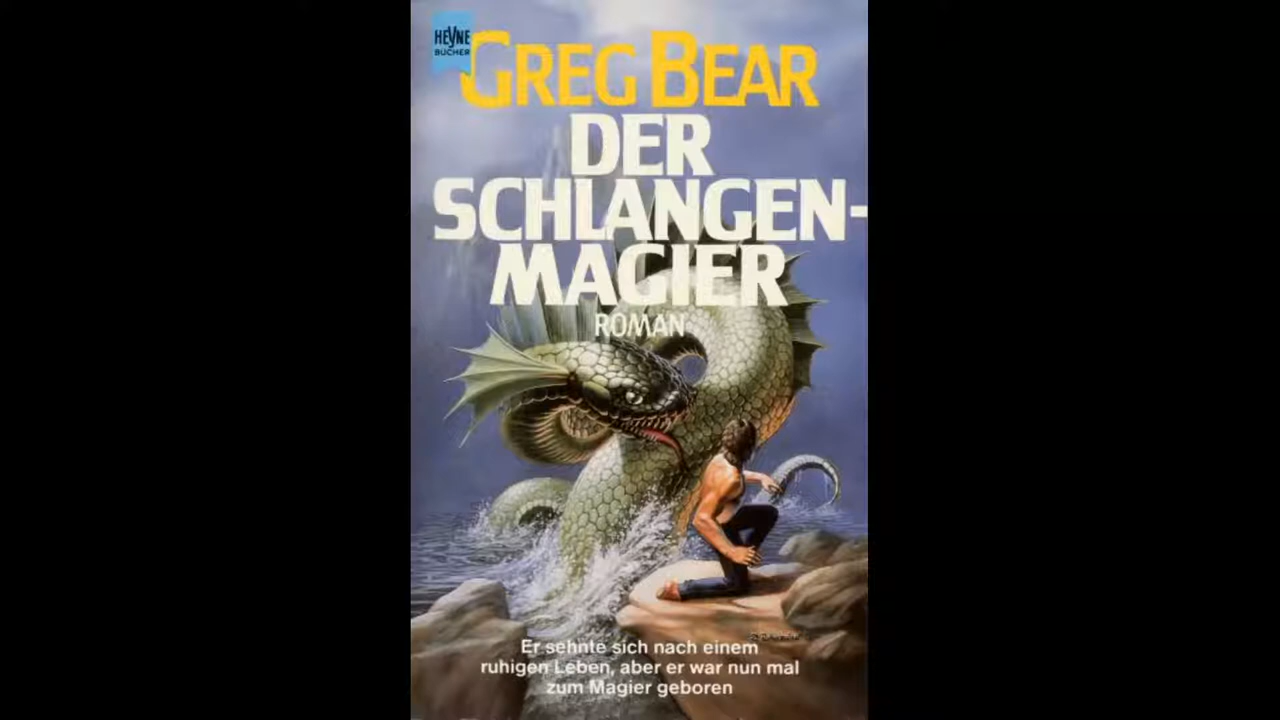 HEYNE
BÜCHER
GREG BEAR
DER
SCHLANGEN-
MAGIER
ROMAN
Er sehnte sich nach einem
ruhigen Leben, aber er war nun mal
zum Magier geboren